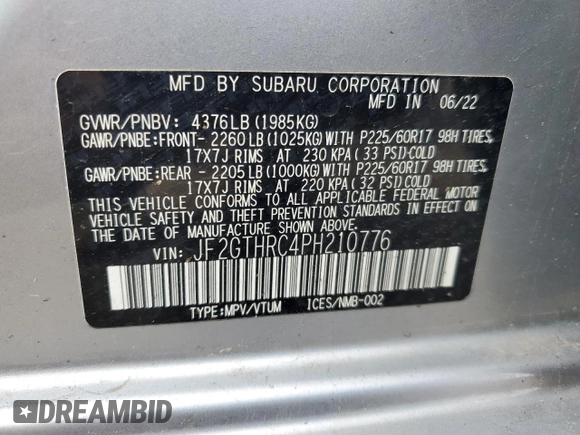 MFD BY SUBARU CORPORATION
MFD IN 06/22
GVWR/PNBV: 4376LB(1985KG)
GAWR/PNBE:FRONT- 2260LB(1025KG)WITH P225/60R17 98H TIRES,
17X7J RIMS AT 230 KPA(33 PSI)COLD
GAWR/PNBE:REAR - 2205LB(1000KG)WITH P225/60R17 98H TIRES,
17X7J RIMS AT 220 KPA(32 PSI)COLD
THIS VEHICLE CONFORMS TO ALL APPLICABLE FEDERAL MOTOR
VEHICLE SAFETY AND THEFT PREVENTION STANDARDS IN EFFECT ON
THE DATE OF MANUFACTURE SHOWN ABOVE.
VIN: JF2GTHRC4PH210776
TYPE:MPV/VTUM ICES/NMB-002
DREAMBID